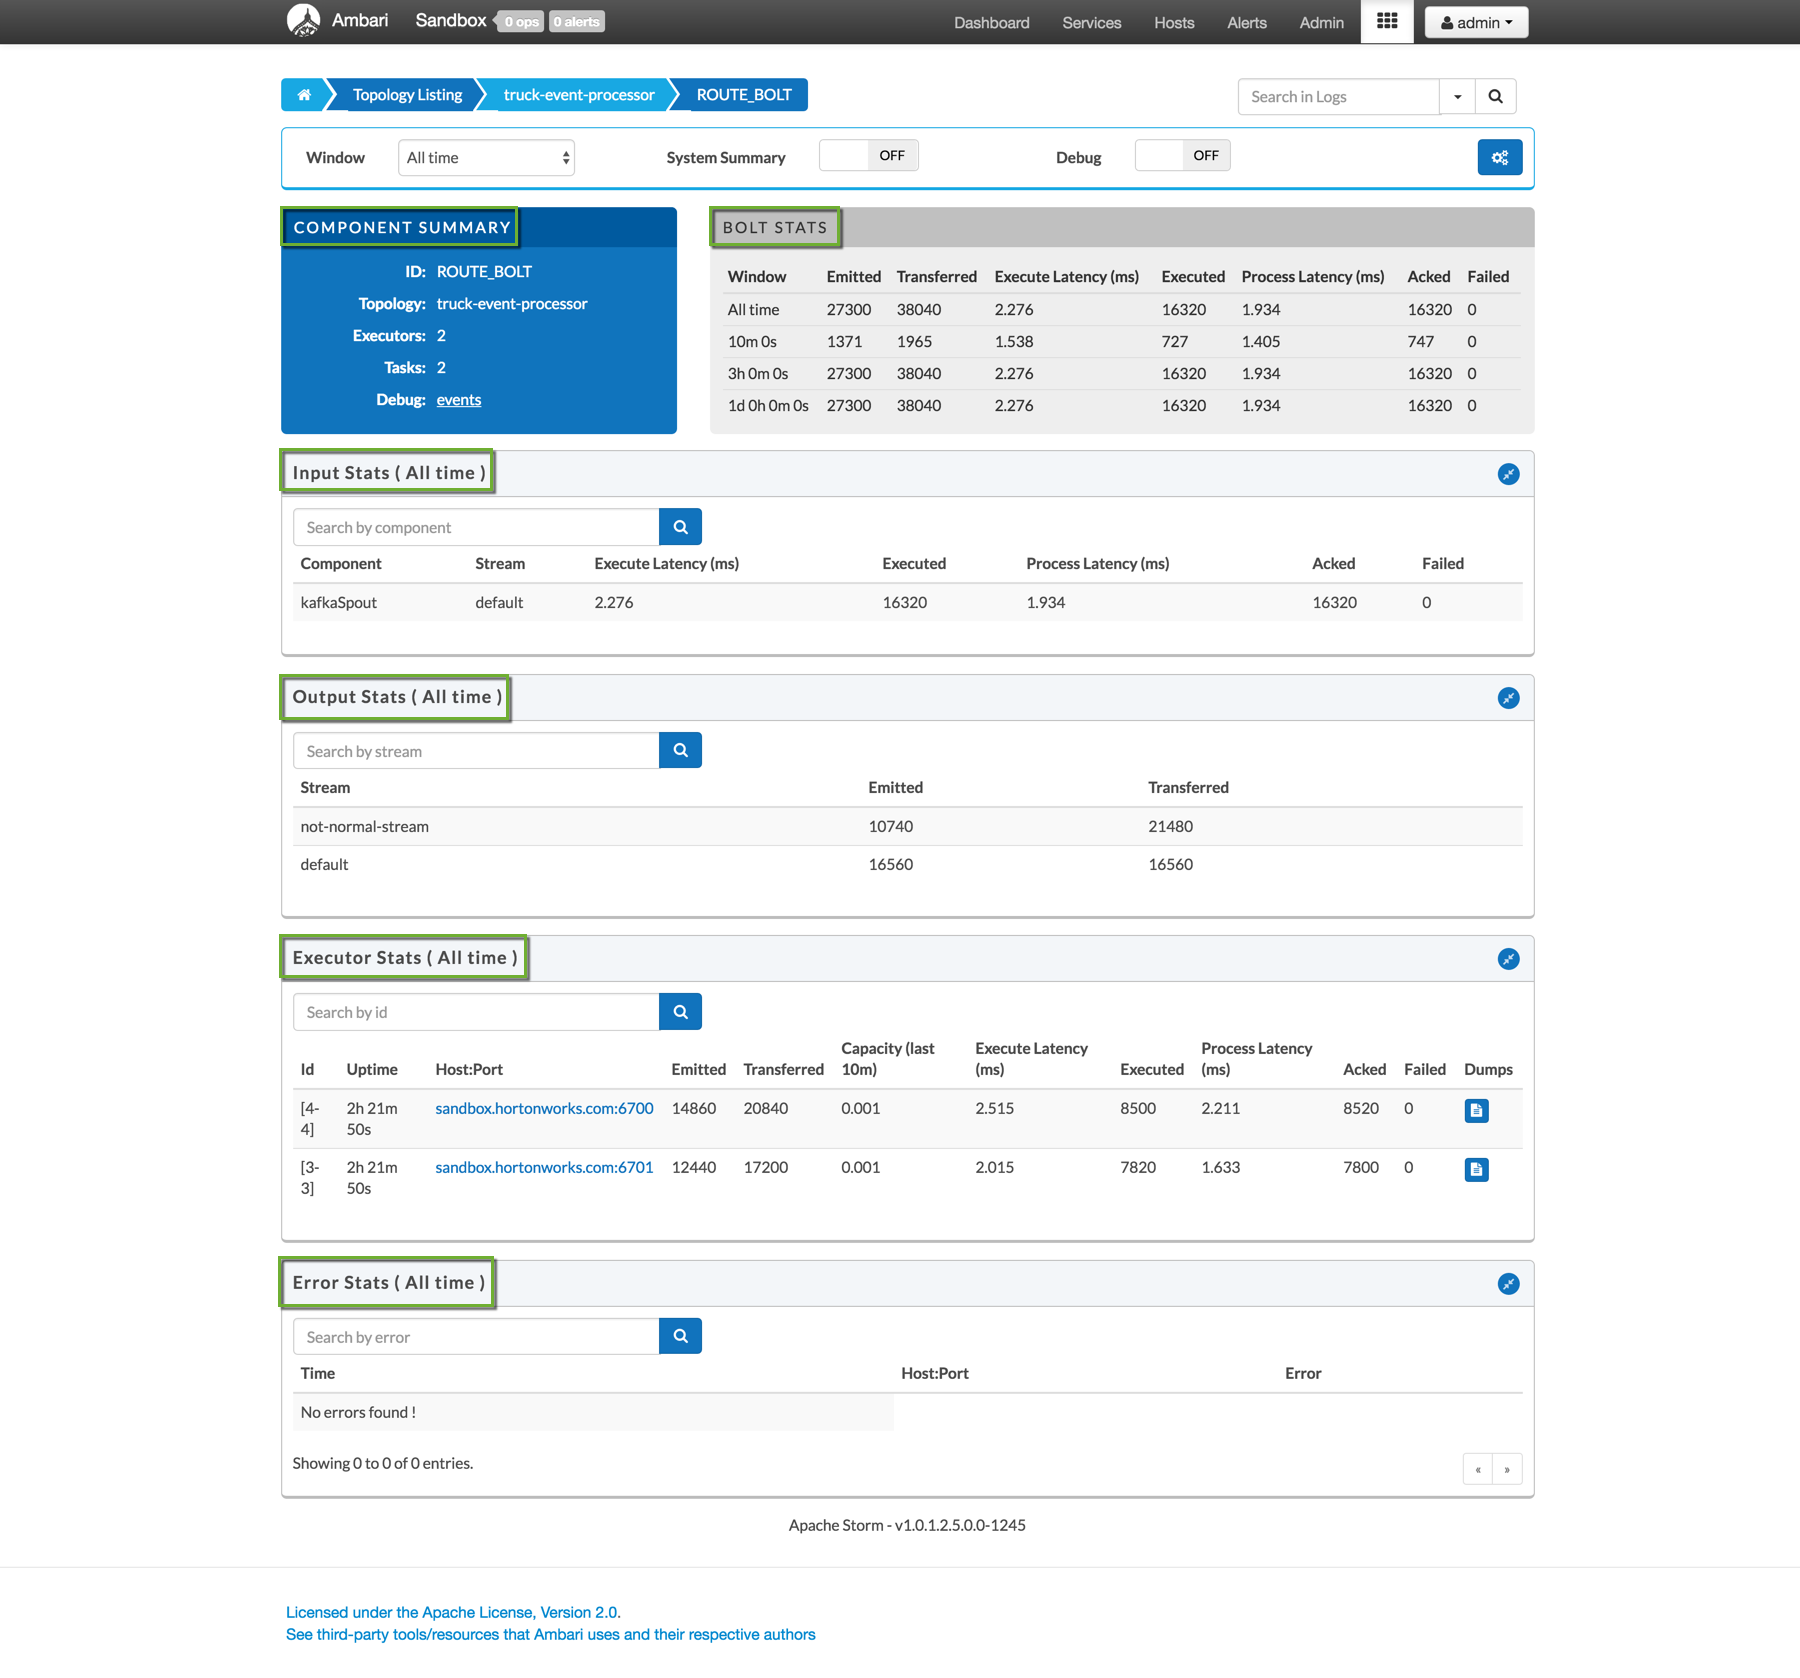 Ambari Sandbox 0 ops 0 alerts Dashboard Services Hosts Alerts Admin admin
Topology Listing truck-event-processor ROUTE_BOLT Search in Logs
Window All time System Summary OFF Debug OFF
COMPONENT SUMMARY
ID: ROUTE_BOLT
Topology: truck-event-processor
Executors: 2
Tasks: 2
Debug: events
BOLT STATS
Window Emitted Transferred Execute Latency (ms) Executed Process Latency (ms) Acked Failed
All time 27300 38040 2.276 16320 1.934 16320 0
10m 0s 1371 1965 1.538 727 1.405 747 0
3h 0m 0s 27300 38040 2.276 16320 1.934 16320 0
1d 0h 0m 0s 27300 38040 2.276 16320 1.934 16320 0
Input Stats ( All time )
Search by component
Component Stream Execute Latency (ms) Executed Process Latency (ms) Acked Failed
kafkaSpout default 2.276 16320 1.934 16320 0
Output Stats ( All time )
Search by stream
Stream Emitted Transferred
not-normal-stream 10740 21480
default 16560 16560
Executor Stats ( All time )
Search by id
Id Uptime Host:Port Emitted Transferred Capacity (last 10m) Execute Latency (ms) Executed Process Latency (ms) Acked Failed Dumps
[4-4] 2h 21m 50s sandbox.hortonworks.com:6700 14860 20840 0.001 2.515 8500 2.211 8520 0
[3-3] 2h 21m 50s sandbox.hortonworks.com:6701 12440 17200 0.001 2.015 7820 1.633 7800 0
Error Stats ( All time )
Search by error
Time Host:Port Error
No errors found !
Showing 0 to 0 of 0 entries. « »
Apache Storm - v1.0.1.2.5.0.0-1245
Licensed under the Apache License, Version 2.0.
See third-party tools/resources that Ambari uses and their respective authors